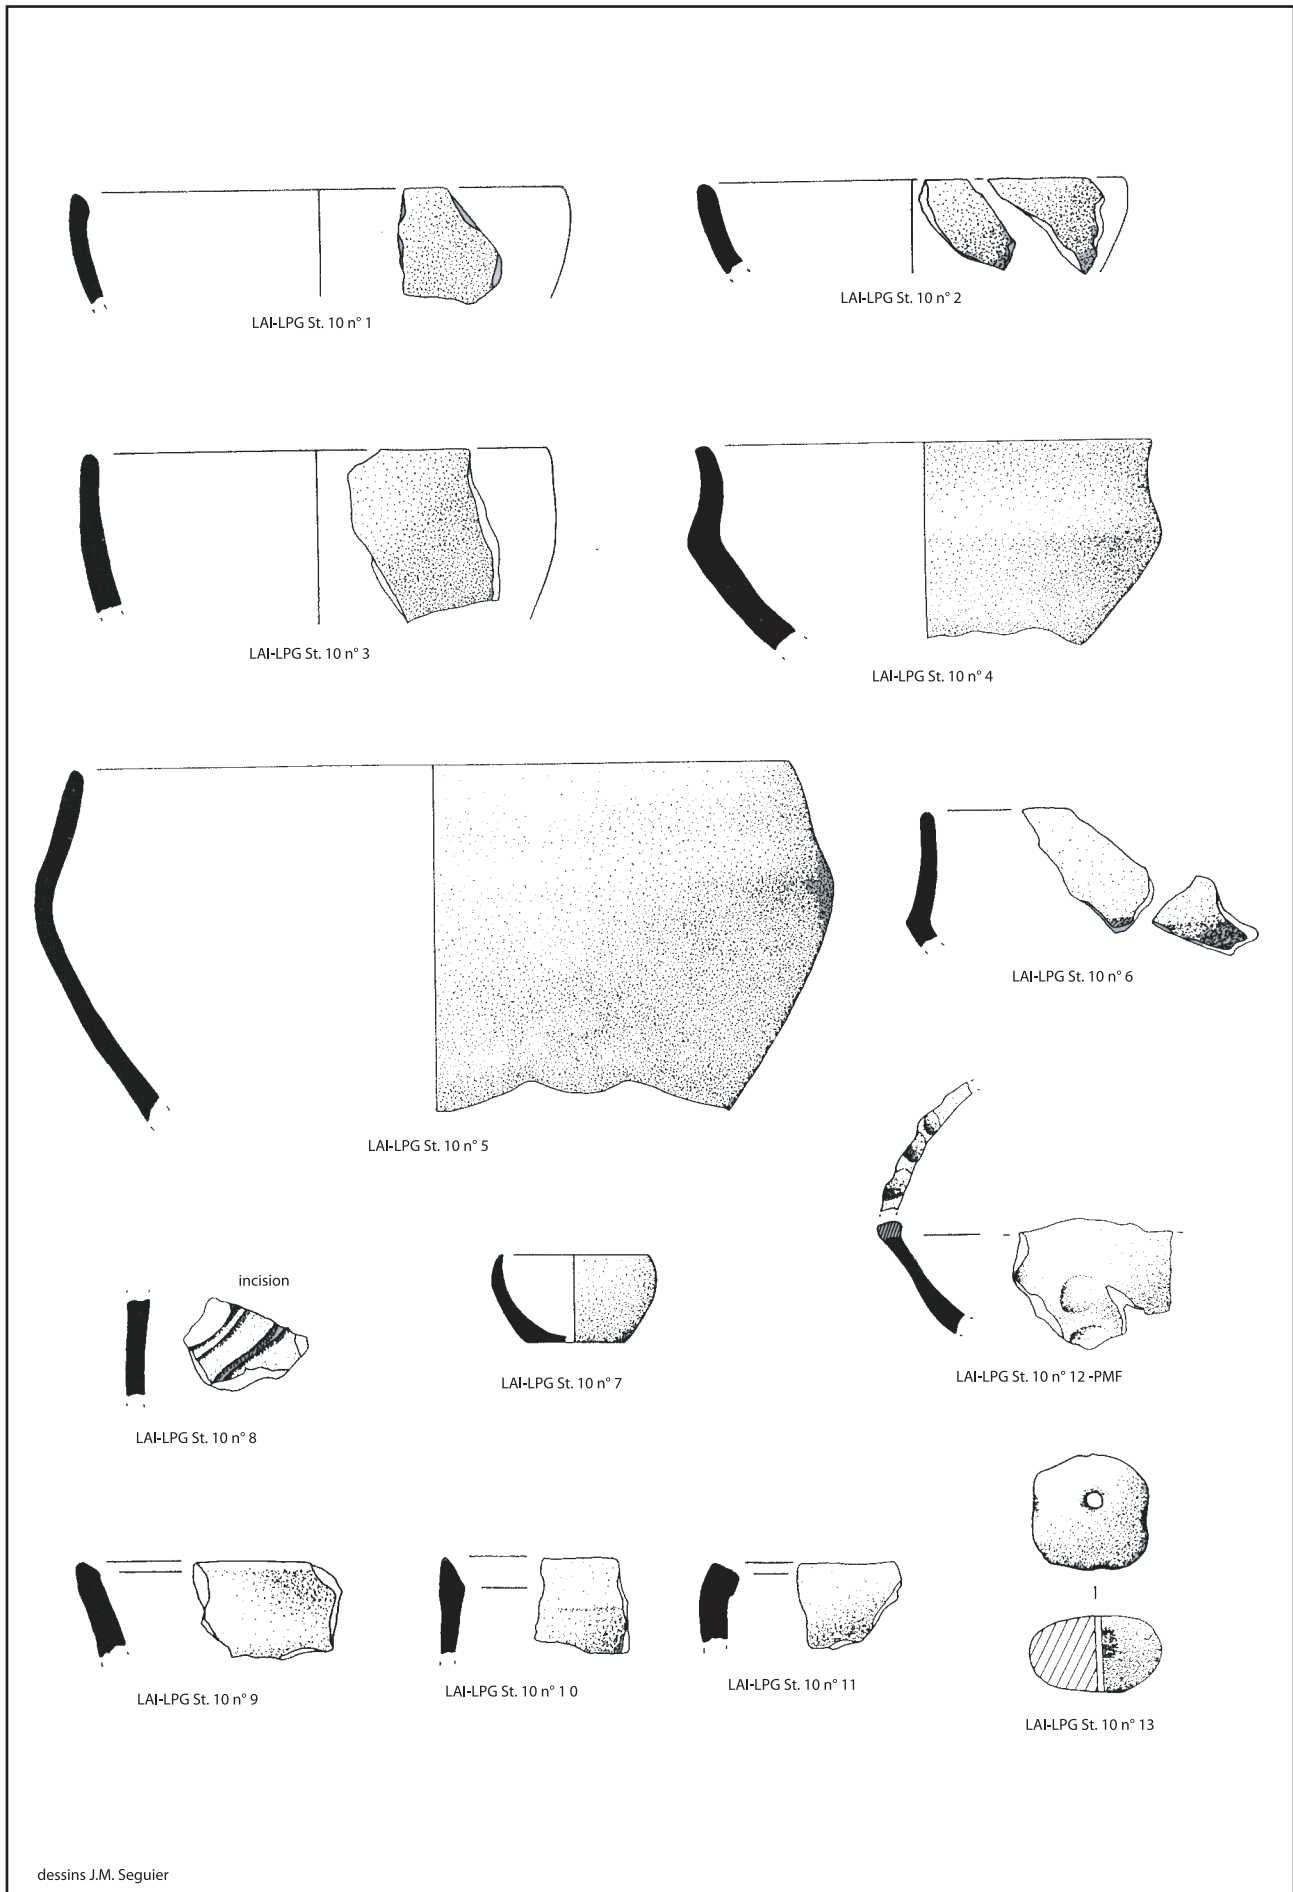 LAI-LPG St. 10 n° 1
LAI-LPG St. 10 n° 2
LAI-LPG St. 10 n° 3
LAI-LPG St. 10 n° 4
LAI-LPG St. 10 n° 5
LAI-LPG St. 10 n° 6
incision
LAI-LPG St. 10 n° 8
LAI-LPG St. 10 n° 7
LAI-LPG St. 10 n° 12 -PMF
LAI-LPG St. 10 n° 9
LAI-LPG St. 10 n° 1 0
LAI-LPG St. 10 n° 11
LAI-LPG St. 10 n° 13
dessins J.M. Seguier